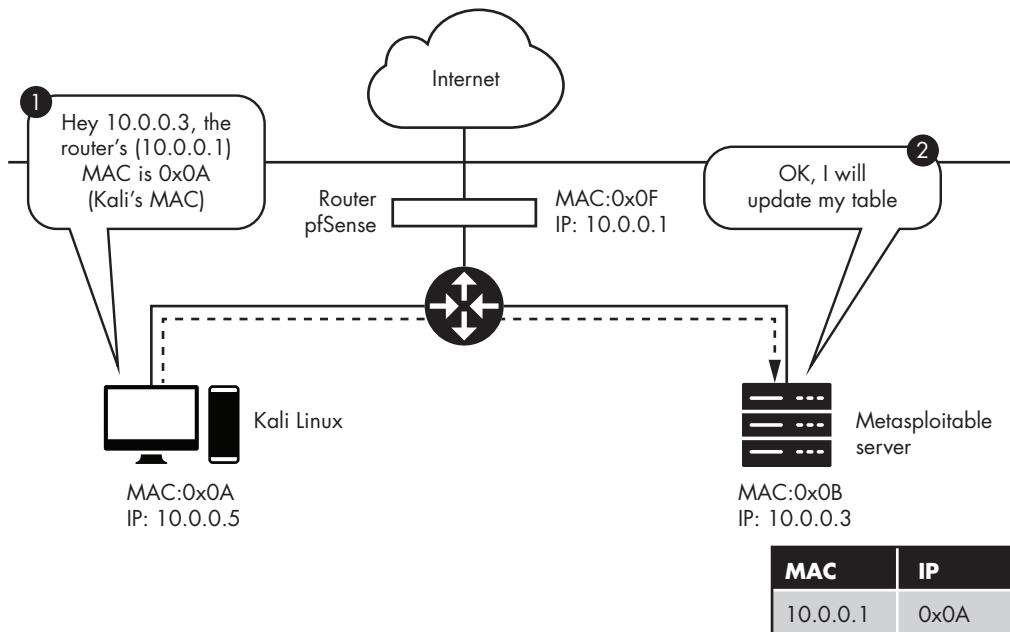 Internet
1
Hey 10.0.0.3, the
router's (10.0.0.1)
MAC is 0x0A
(Kali's MAC)
2
OK, I will
update my table
Router
pfSense
MAC:0x0F
IP: 10.0.0.1
Kali Linux
MAC:0x0A
IP: 10.0.0.5
Metasploitable
server
MAC:0x0B
IP: 10.0.0.3
MAC IP
10.0.0.1 0x0A